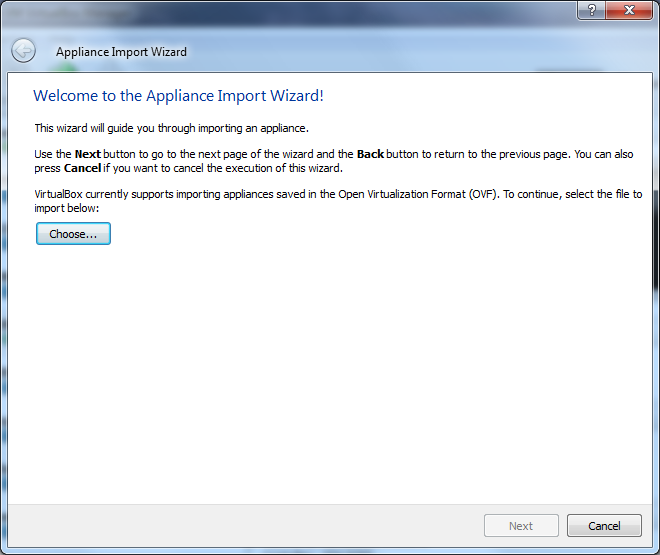 ?
Appliance Import Wizard
Welcome to the Appliance Import Wizard!
This wizard will guide you through importing an appliance.
Use the Next button to go to the next page of the wizard and the Back button to return to the previous page. You can also
press Cancel if you want to cancel the execution of this wizard.
VirtualBox currently supports importing appliances saved in the Open Virtualization Format (OVF). To continue, select the file to
import below:
Choose...
Next
Cancel